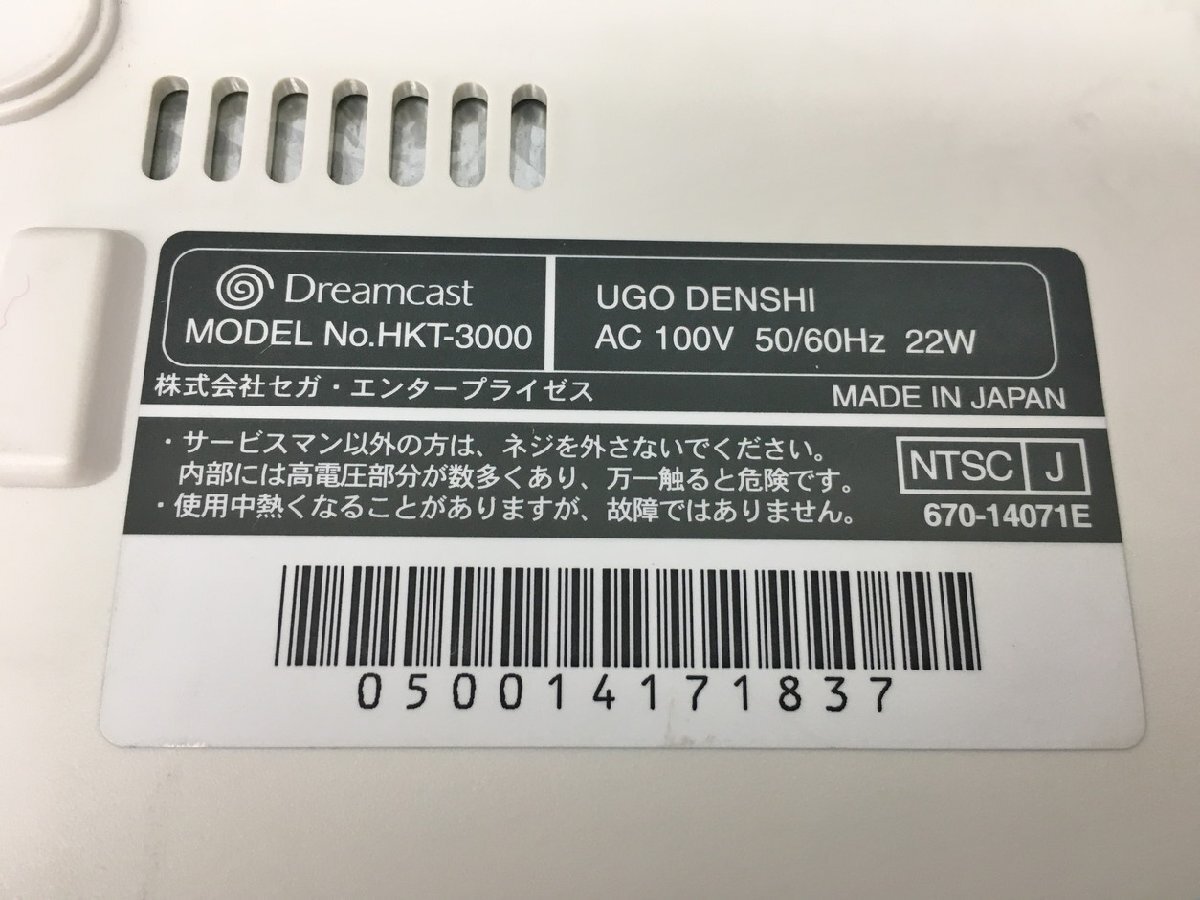 Dreamcast
MODEL No.HKT-3000
UGO DENSHI
AC 100V 50/60Hz 22W
株式会社セガ・エンタープライゼス
MADE IN JAPAN
・サービスマン以外の方は、ネジを外さないでください。
内部には高電圧部分が数多くあり、万一触ると危険です。
・使用中熱くなることがありますが、故障ではありません。
NTSC J
670-14071E
050014171837